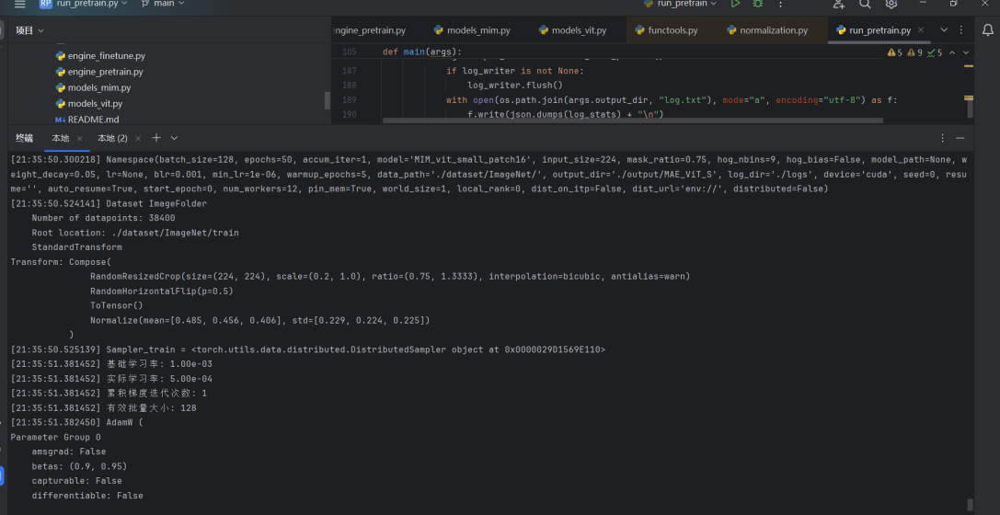 RP run_pretrain.py main run_pretrain
项目
engine_pretrain.py models_mim.py models_vit.py functools.py normalization.py run_pretrain.py
engine_finetune.py
engine_pretrain.py
models_mim.py
models_vit.py
README.md
105 def main(args):
5 9 5
187 if log_writer is not None:
188 log_writer.flush()
189 with open(os.path.join(args.output_dir, "log.txt"), mode="a", encoding="utf-8") as f:
190 f.write(json.dumps(log_stats) + "\n")
终端 本地 本地 (2)
[21:35:50.300218] Namespace(batch_size=128, epochs=50, accum_iter=1, model='MIM_vit_small_patch16', input_size=224, mask_ratio=0.75, hog_nbins=9, hog_bias=False, model_path=None, w
eight_decay=0.05, lr=None, blr=0.001, min_lr=1e-06, warmup_epochs=5, data_path='./dataset/ImageNet/', output_dir='./output/MAE_ViT_S', log_dir='./logs', device='cuda', seed=0, resu
me='', auto_resume=True, start_epoch=0, num_workers=12, pin_mem=True, world_size=1, local_rank=0, dist_on_itp=False, dist_url='env://', distributed=False)
[21:35:50.524141] Dataset ImageFolder
Number of datapoints: 38400
Root location: ./dataset/ImageNet/train
StandardTransform
Transform: Compose(
RandomResizedCrop(size=(224, 224), scale=(0.2, 1.0), ratio=(0.75, 1.3333), interpolation=bicubic, antialias=warn)
RandomHorizontalFlip(p=0.5)
ToTensor()
Normalize(mean=[0.485, 0.456, 0.406], std=[0.229, 0.224, 0.225])
)
[21:35:50.525139] Sampler_train = <torch.utils.data.distributed.DistributedSampler object at 0x0000029D1569E110>
[21:35:51.381452] 基础学习率: 1.00e-03
[21:35:51.381452] 实际学习率: 5.00e-04
[21:35:51.381452] 累积梯度迭代次数: 1
[21:35:51.381452] 有效批量大小: 128
[21:35:51.382450] AdamW (
Parameter Group 0
amsgrad: False
betas: (0.9, 0.95)
capturable: False
differentiable: False